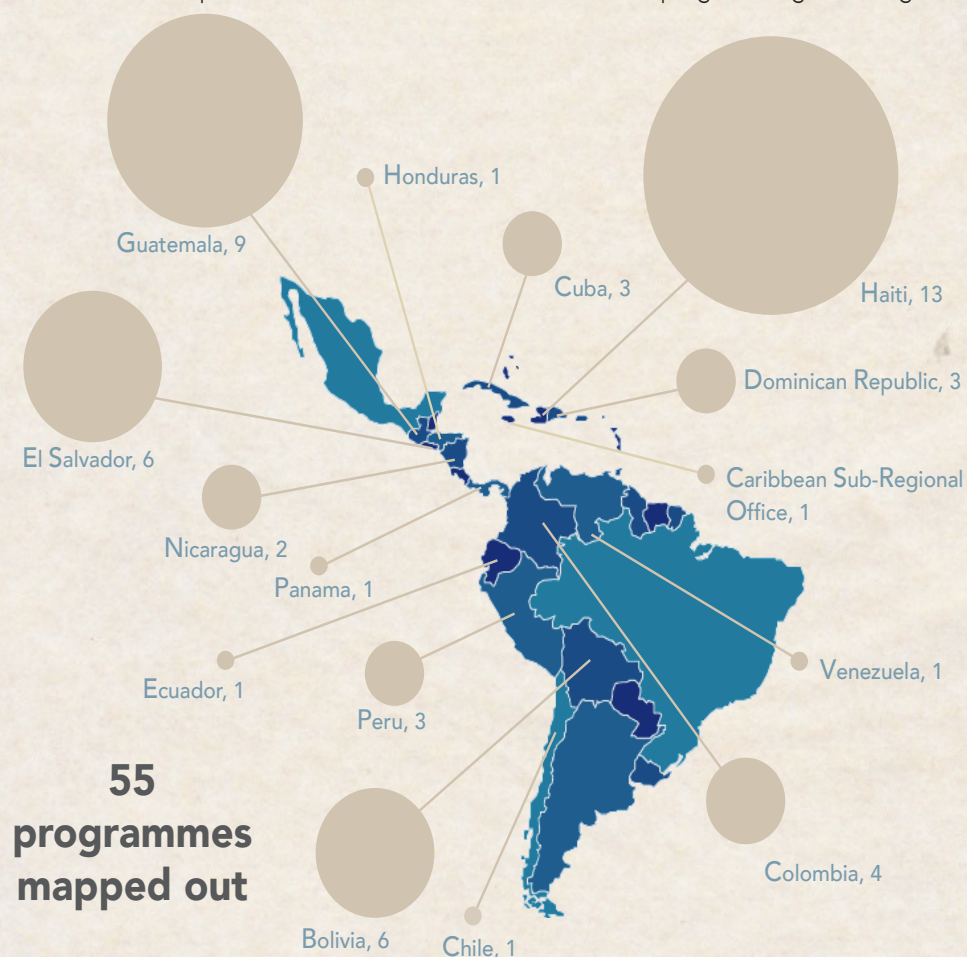 Honduras, 1
Guatemala, 9
Cuba, 3
Haiti, 13
Dominican Republic, 3
El Salvador, 6
Caribbean Sub-Regional
Office, 1
Nicaragua, 2
Panama, 1
Ecuador, 1
Venezuela, 1
Peru, 3
55
programmes
mapped out
Colombia, 4
Bolivia, 6
Chile, 1